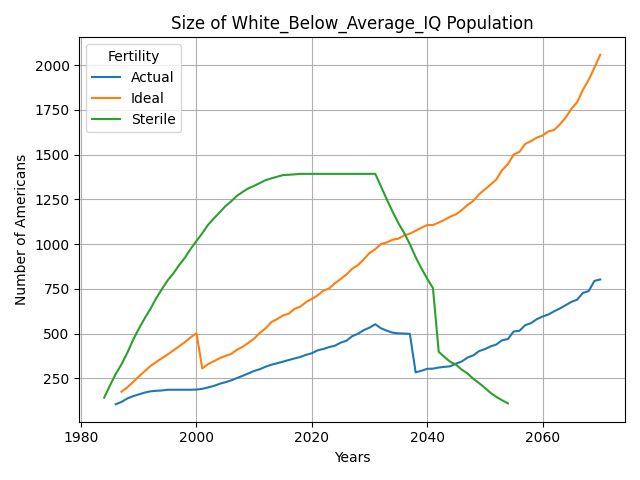 Size of White_Below_Average_IQ Population
Fertility
Actual
Ideal
Sterile
Number of Americans
2000
1750
1500
1250
1000
750
500
250
1980
2000
2020
2040
2060
Years